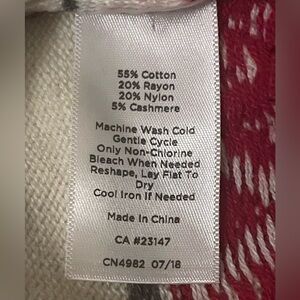 55% Cotton
20% Rayon
20% Nylon
5% Cashmere
Machine Wash Cold
Gentle Cycle
Only Non-Chlorine
Bleach When Needed
Reshape, Lay Flat To
Dry
Cool Iron If Needed
Made In China
CA #23147
CN4982 07/18